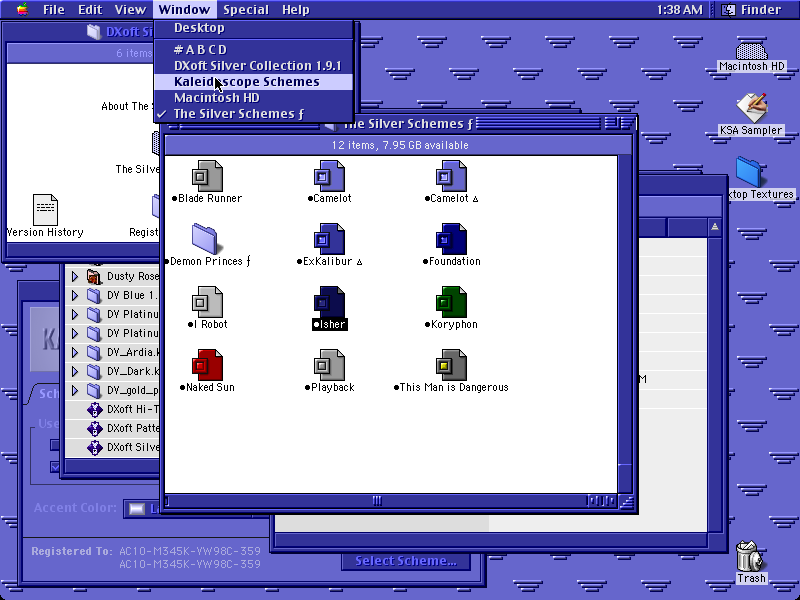 File Edit View Window Special Help 1:38 AM Finder
Desktop
# A B C D
DXoft Silver Collection 1.9.1
Kaleidoscope Schemes
Macintosh HD
✓ The Silver Schemes ƒ
DXoft Si
6 items
About The S
The Silve
Version History
Regist
The Silver Schemes ƒ
12 items, 7.95 GB available
•Blade Runner
•Camelot
•Camelot ∆
•Demon Princes ƒ
•ExKalibur ∆
•Foundation
•I Robot
•Isher
•Koryphon
•Naked Sun
•Playback
•This Man is Dangerous
Macintosh HD
KSA Sampler
ktop Textures
Trash
Dusty Rose
DV Blue 1.
DV Platinu
DV Platinu
DV_Ardia.k
DV_Dark.k
DV_gold_p
DXoft Hi-T
DXoft Patte
DXoft Silve
M
KA
Sch
Use
Accent Color:
Registered To: AC10-M345K-YW98C-359
AC10-M345K-YW98C-359
Select Scheme...